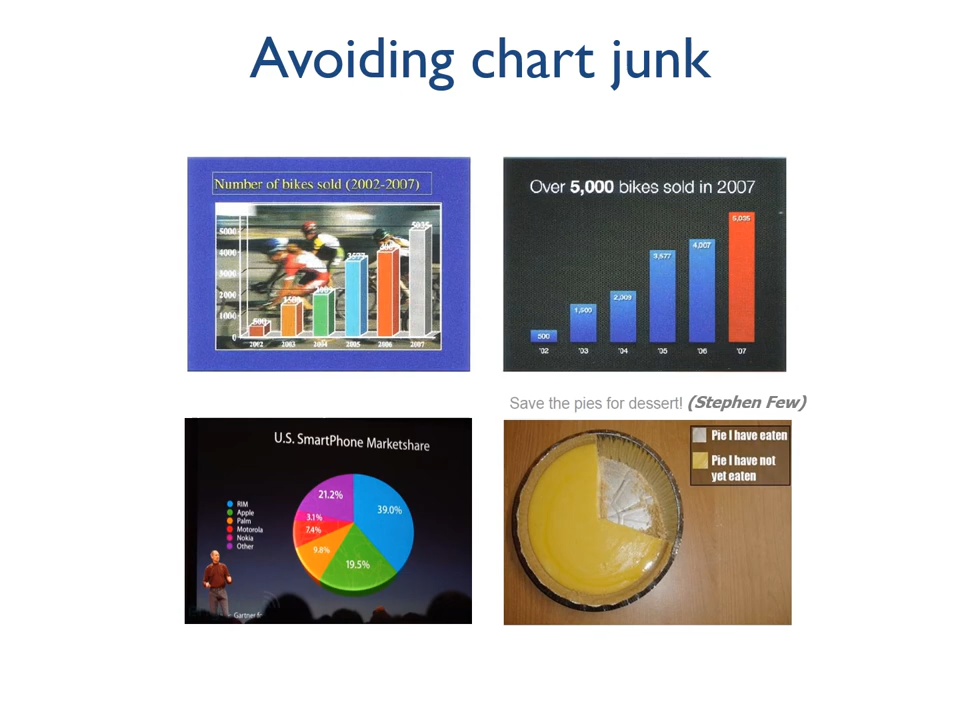 Avoiding chart junk
Number of bikes sold (2002-2007)
5000
4000
3000
2000
1000
0
500
1500
5035
2002 2003 2004 2005 2006 2007
Over 5,000 bikes sold in 2007
500
1,500
2,009
3,577
4,007
5,035
'02 '03 '04 '05 '06 '07
Save the pies for dessert! (Stephen Few)
U.S. SmartPhone Marketshare
RIM
Apple
Palm
Motorola
Nokia
Other
21.2%
39.0%
3.1%
7.4%
9.8%
19.5%
Gartner
Pie I have eaten
Pie I have not
yet eaten